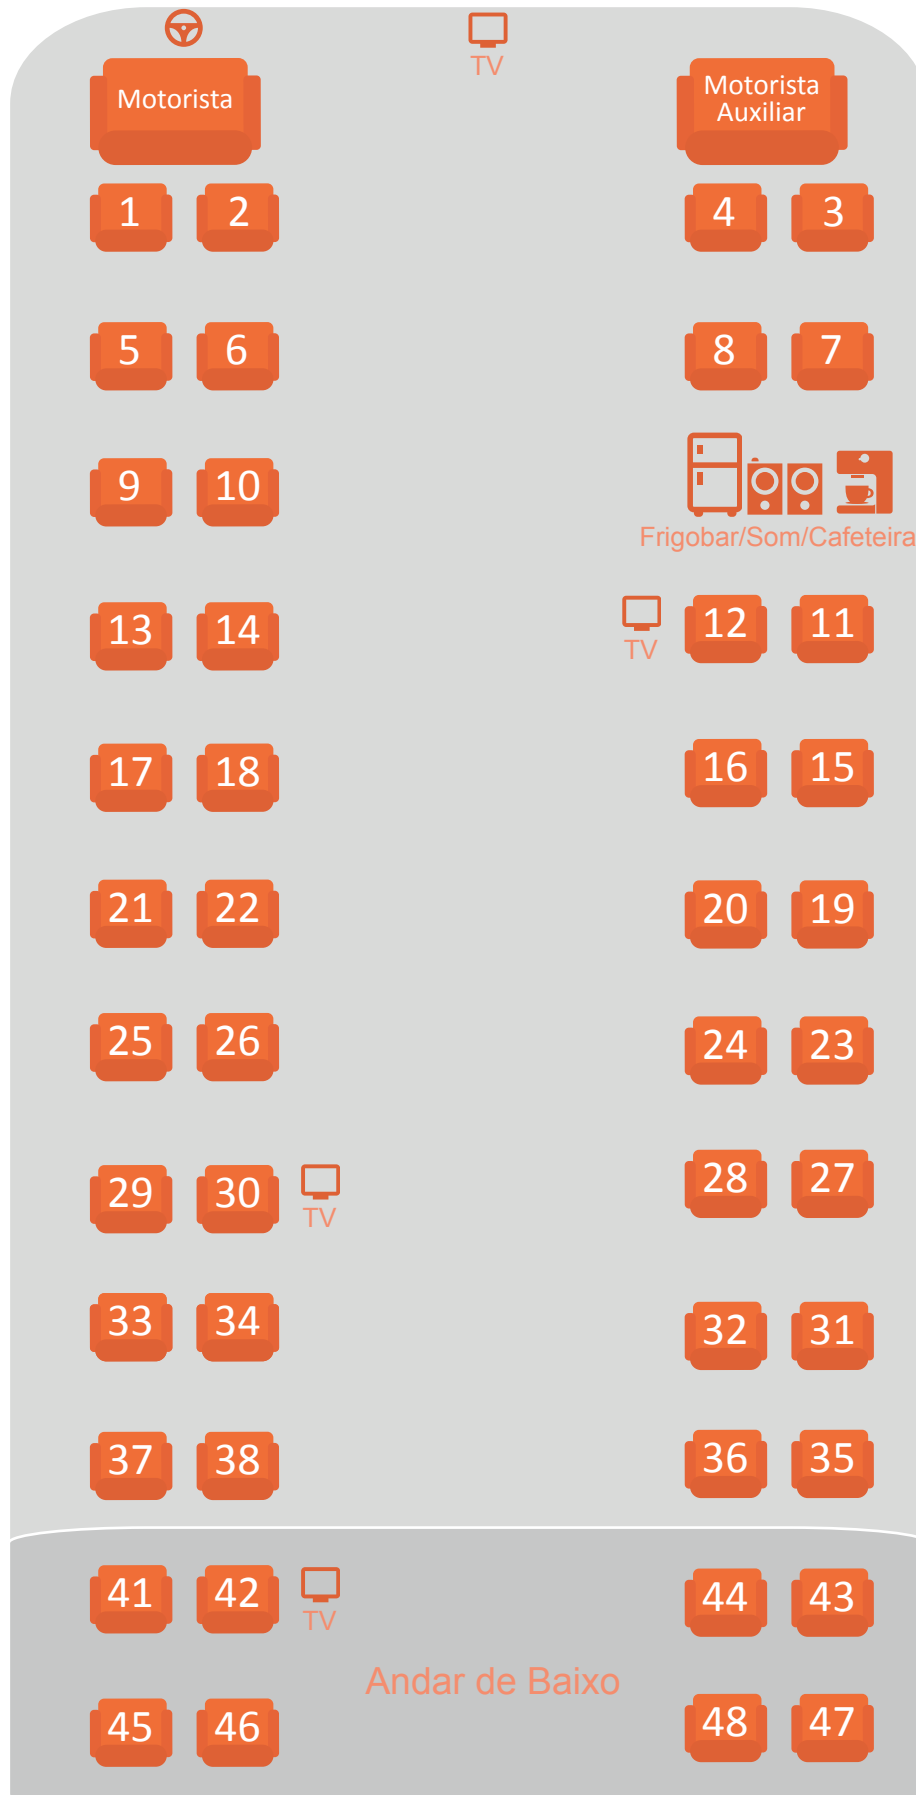 TV
Motorista
Motorista
Auxiliar
1 2 4 3
5 6 8 7
9 10
Frigobar/Som/Cafeteira
13 14 TV 12 11
17 18 16 15
21 22 20 19
25 26 24 23
29 30 TV 28 27
33 34 32 31
37 38 36 35
41 42 TV 44 43
Andar de Baixo
45 46 48 47